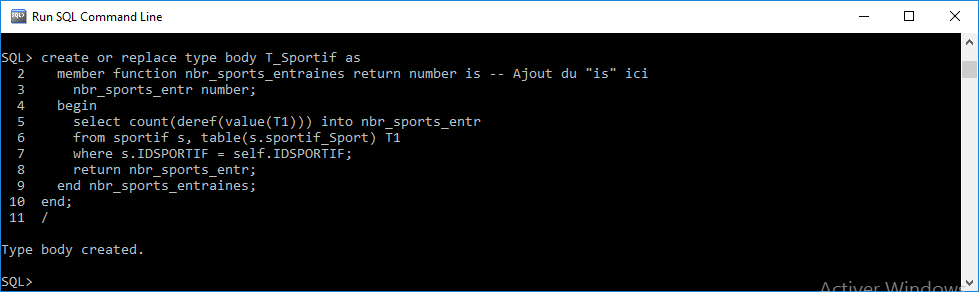 Run SQL Command Line
SQL> create or replace type body T_Sportif as
  2    member function nbr_sports_entraines return number is -- Ajout du "is" ici
  3      nbr_sports_entr number;
  4    begin
  5      select count(deref(value(T1))) into nbr_sports_entr
  6      from sportif s, table(s.sportif_Sport) T1
  7      where s.IDSPORTIF = self.IDSPORTIF;
  8      return nbr_sports_entr;
  9    end nbr_sports_entraines;
 10  end;
 11  /
Type body created.
SQL>
Activer Windows